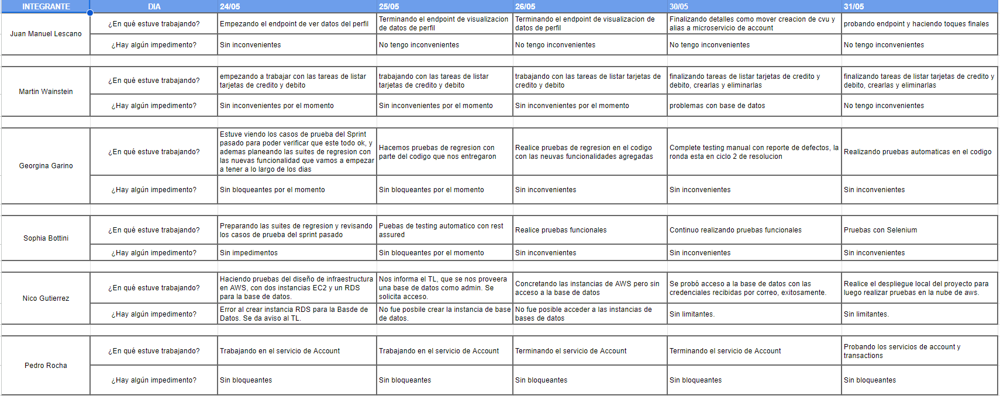 INTEGRANTE DIA 24/05 25/05 26/05 30/05 31/05
Juan Manuel Lescano
¿En qué estuve trabajando?
Empezando el endpoint de ver datos del perfil
Terminando el endpoint de visualizacion
de datos de perfil
Terminando el endpoint de visualizacion de
datos de perfil
Finalizando detalles como mover creacion de cvu y
alias a microservicio de account
probando endpoint y haciendo toques finales
¿Hay algún impedimento?
Sin inconvenientes
No tengo inconvenientes
No tengo inconvenientes
No tengo inconvenientes
No tengo inconvenientes
Martin Wainstein
¿En qué estuve trabajando?
empezando a trabajar con las tareas de listar
tarjetas de credito y debito
trabajando con las tareas de listar
tarjetas de credito y debito
trabajando con las tareas de listar tarjetas de
credito y debito
finalizando tareas de listar tarjetas de credito y
debito, crearlas y eliminarlas
finalizando tareas de listar tarjetas de credito y
debito, crearlas y eliminarlas
¿Hay algún impedimento?
Sin inconvenientes por el momento
Sin inconvenientes por el momento
Sin inconvenientes por el momento
problemas con base de datos
No tengo inconvenientes
Georgina Garino
¿En qué estuve trabajando?
Estuve viendo los casos de prueba del Sprint
pasado para poder verificar que este todo ok, y
ademas planeando las suites de regresion con
las nuevas funcionalidad que vamos a empezar
a tener a lo largo de los dias
Hacemos pruebas de regresion con
parte del codigo que nos entregaron
Realice pruebas de regresion en el codigo
con las neuvas funcionalidades agregadas
Complete testing manual con reporte de defectos, la
ronda esta en ciclo 2 de resolucion
Realizando pruebas automaticas en el codigo
¿Hay algún impedimento?
Sin bloqueantes por el momento
Sin bloqueantes por el momento
Sin inconvenientes
Sin inconvenientes
Sin inconvenientes
Sophia Bottini
¿En qué estuve trabajando?
Preparando las suites de regresion y revisando
los casos de prueba del sprint pasado
Puebas de testing automatico con rest
assured
Realice pruebas funcionales
Continuo realizando pruebas funcionales
Pruebas con Selenium
¿Hay algún impedimento?
Sin impedimentos
Sin bloqueantes por el momento
Sin inconvenientes
Sin inconvenientes
Sin inconvenientes
Nico Gutierrez
¿En qué estuve trabajando?
Haciendo pruebas del diseño de infraestructura
en AWS, con dos instancias EC2 y un RDS
para la base de datos.
Nos informa el TL, que se nos proveera
una base de datos como admin. Se
solicita acceso.
Concretando las instancias de AWS pero sin
acceso a la base de datos
Se probó acceso a la base de datos con las
credenciales recibidas por correo, exitosamente.
Realice el despliegue local del proyecto para
luego realizar pruebas en la nube de aws.
¿Hay algún impedimento?
Error al crear instancia RDS para la Basde de
Datos. Se da aviso al TL.
No fue posbile crear la instancia de base
de datos.
No fue posible acceder a las instancias de
bases de datos
Sin limitantes.
Sin limitantes.
Pedro Rocha
¿En qué estuve trabajando?
Trabajando en el servicio de Account
Trabajando en el servicio de Account
Terminando el servicio de Account
Terminando el servicio de Account
Probando los servicios de account y
transactions
¿Hay algún impedimento?
Sin bloqueantes
Sin bloqueantes
Sin bloqueantes
Sin bloqueantes
Sin bloqueantes